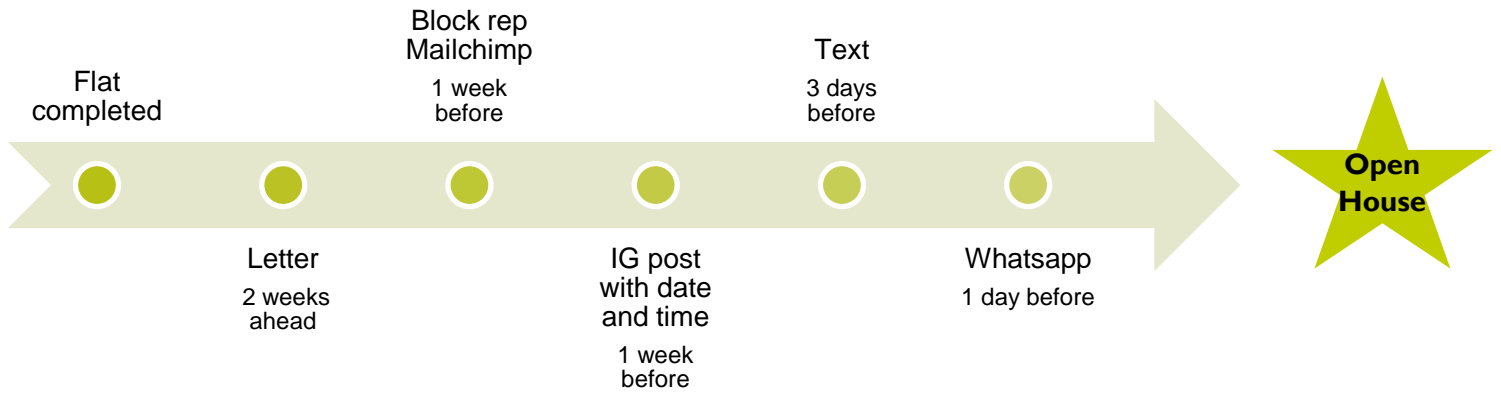 Flat
completed
Letter
2 weeks
ahead
Block rep
Mailchimp
1 week
before
IG post
with date
and time
1 week
before
Text
3 days
before
Whatsapp
1 day before
Open
House